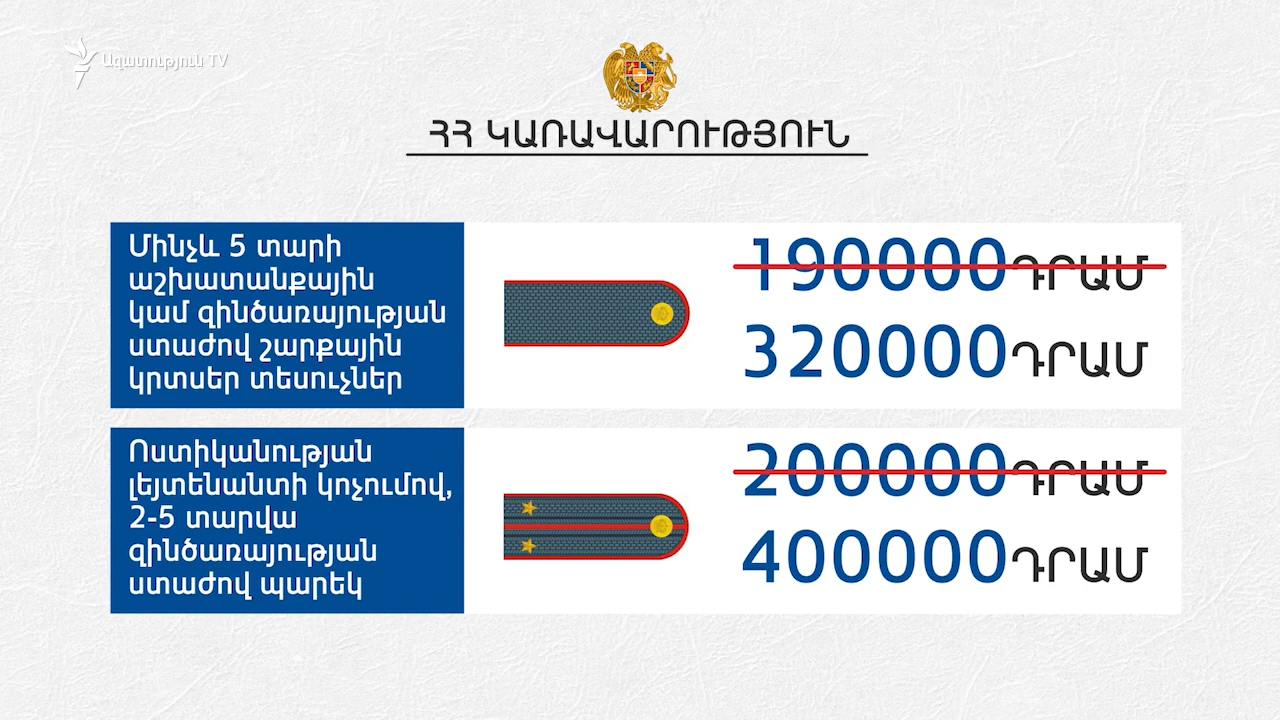 Ազատություն TV
ՀՀ ԿԱՌԱՎԱՐՈՒԹՅՈՒՆ
Մինչև 5 տարի
աշխատանքային
կամ զինծառայության
ստաժով շարքային
կրտսեր տեսուչներ
190000ԴՐԱՄ
320000ԴՐԱՄ
Ոստիկանության
լեյտենանտի կոչումով,
2-5 տարվա
զինծառայության
ստաժով պարեկ
200000ԴՐԱՄ
400000ԴՐԱՄ